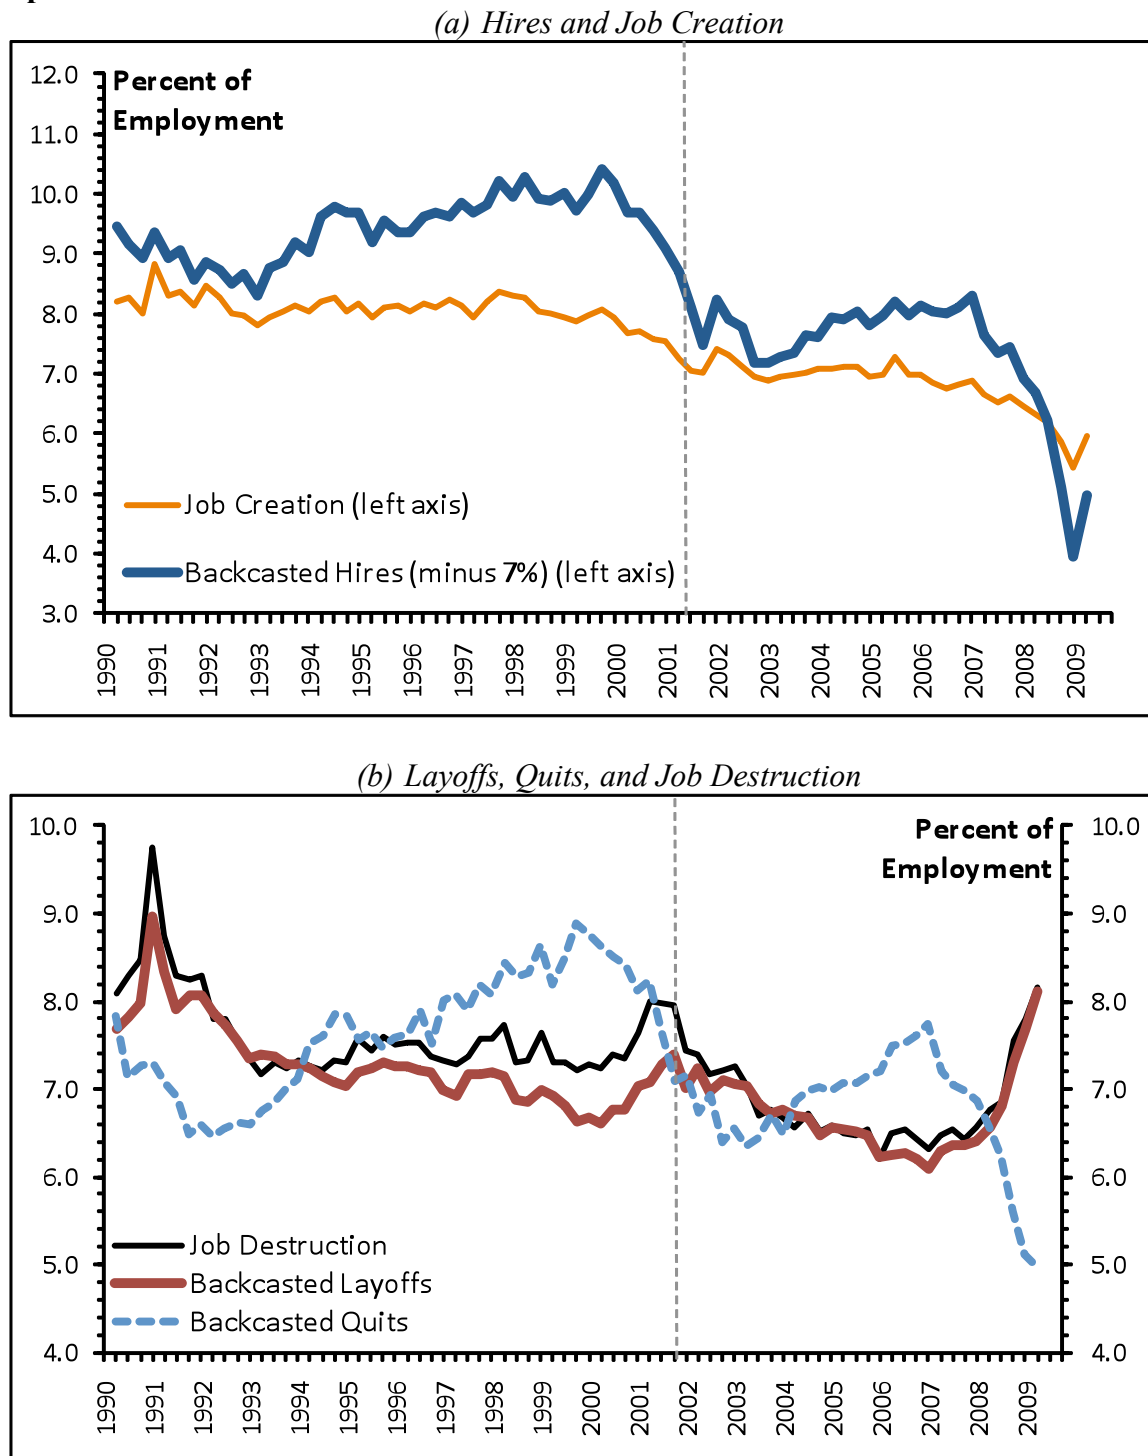 (a) Hires and Job Creation
12.0
Percent of
Employment
11.0
10.0
9.0
8.0
7.0
6.0
5.0
Job Creation (left axis)
4.0
Backcasted Hires (minus 7%) (left axis)
3.0
1990 1991 1992 1993 1994 1995 1996 1997 1998 1999 2000 2001 2002 2003 2004 2005 2006 2007 2008 2009
(b) Layoffs, Quits, and Job Destruction
10.0 Percent of 10.0
Employment
9.0 9.0
8.0 8.0
7.0 7.0
6.0 6.0
Job Destruction
5.0 Backcasted Layoffs 5.0
Backcasted Quits
4.0 4.0
1990 1991 1992 1993 1994 1995 1996 1997 1998 1999 2000 2001 2002 2003 2004 2005 2006 2007 2008 2009